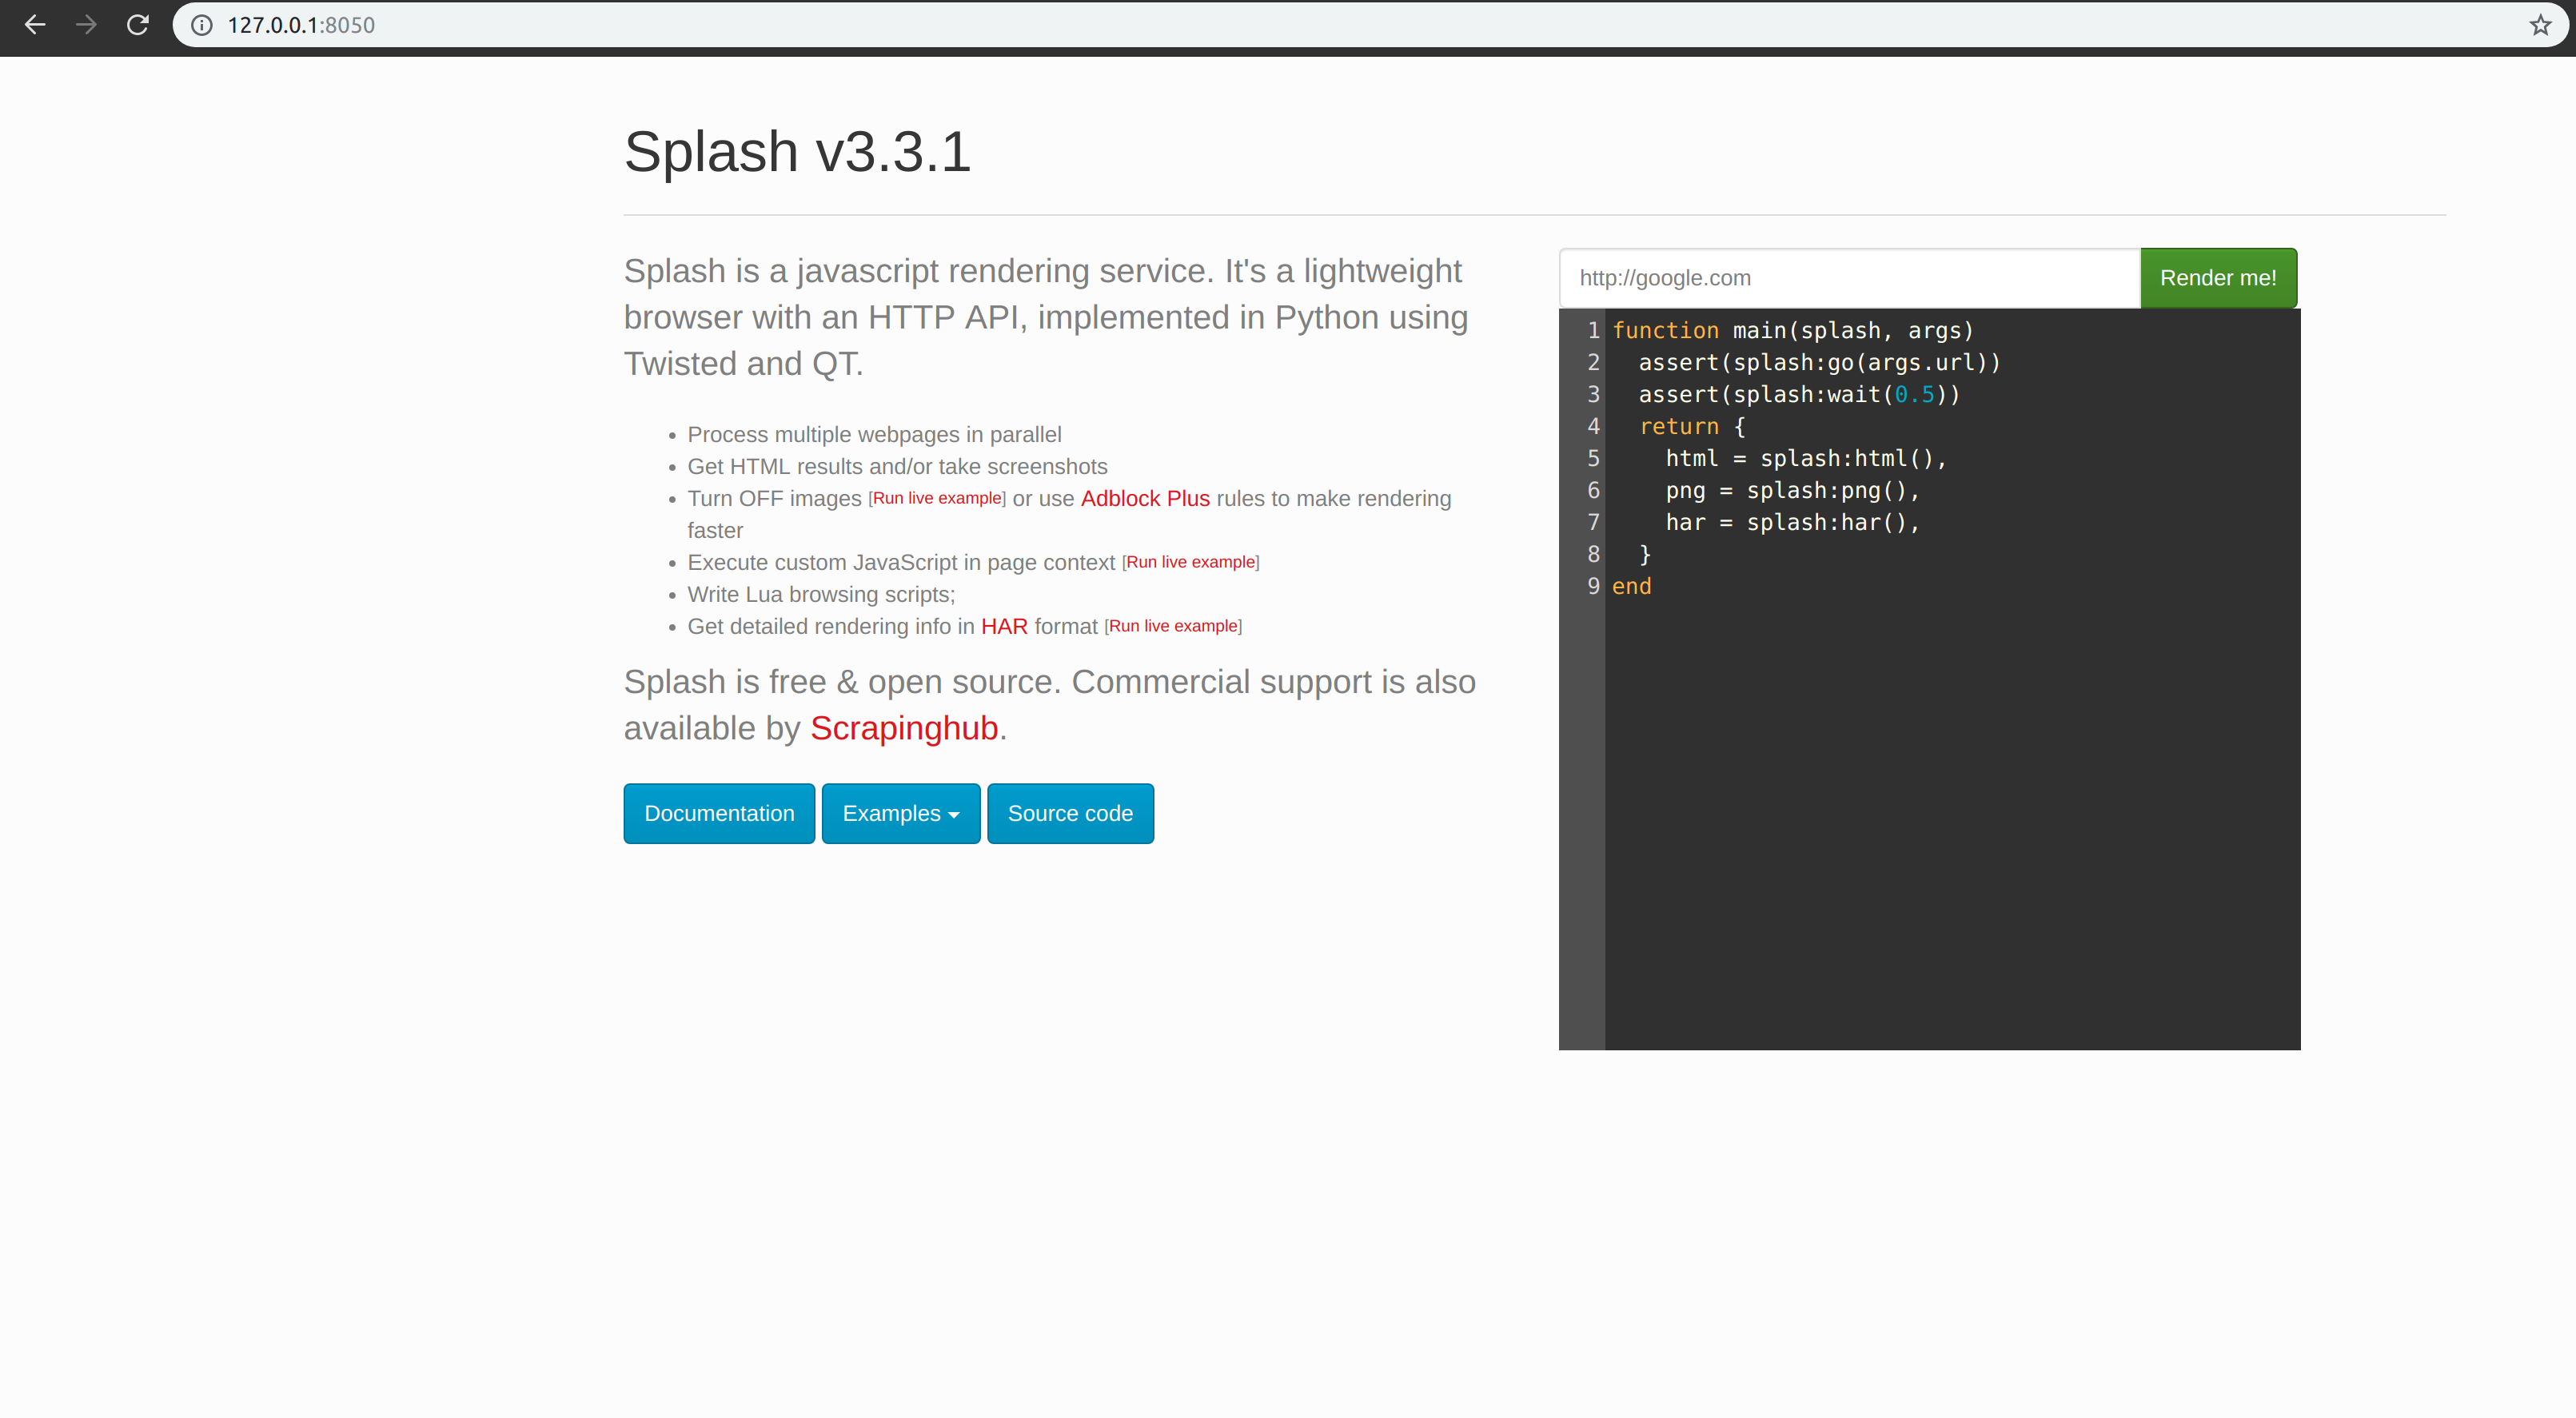 127.0.0.1:8050
Splash v3.3.1
Splash is a javascript rendering service. It's a lightweight
browser with an HTTP API, implemented in Python using
Twisted and QT.
• Process multiple webpages in parallel
• Get HTML results and/or take screenshots
• Turn OFF images [Run live example] or use Adblock Plus rules to make rendering
faster
• Execute custom JavaScript in page context [Run live example]
• Write Lua browsing scripts;
• Get detailed rendering info in HAR format [Run live example]
Splash is free & open source. Commercial support is also
available by Scrapinghub.
Documentation Examples Source code
http://google.com Render me!
1 function main(splash, args)
2   assert(splash:go(args.url))
3   assert(splash:wait(0.5))
4   return {
5     html = splash:html(),
6     png = splash:png(),
7     har = splash:har(),
8   }
9 end